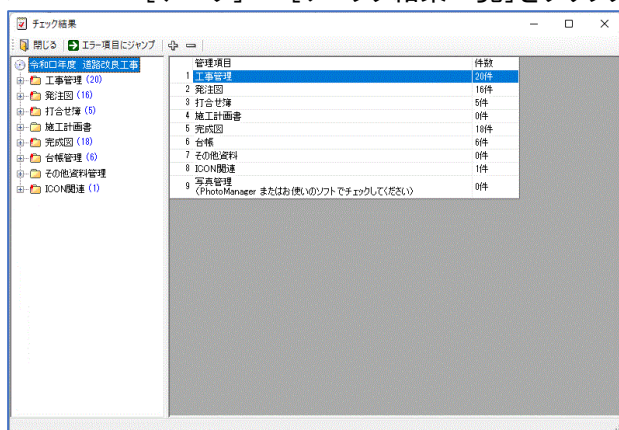 チェック結果
閉じる エラー項目にジャンプ
令和〇年度 道路改良工事
工事管理 (20)
発注図 (16)
打合せ簿 (5)
施工計画書
完成図 (18)
台帳管理 (6)
その他資料管理
ICON関連 (1)
管理項目 件数
1 工事管理 20件
2 発注図 16件
3 打合せ簿 5件
4 施工計画書 0件
5 完成図 18件
6 台帳 6件
7 その他資料 0件
8 ICON関連 1件
9 写真管理
(PhotoManager またはお使いのソフトでチェックしてください) 0件